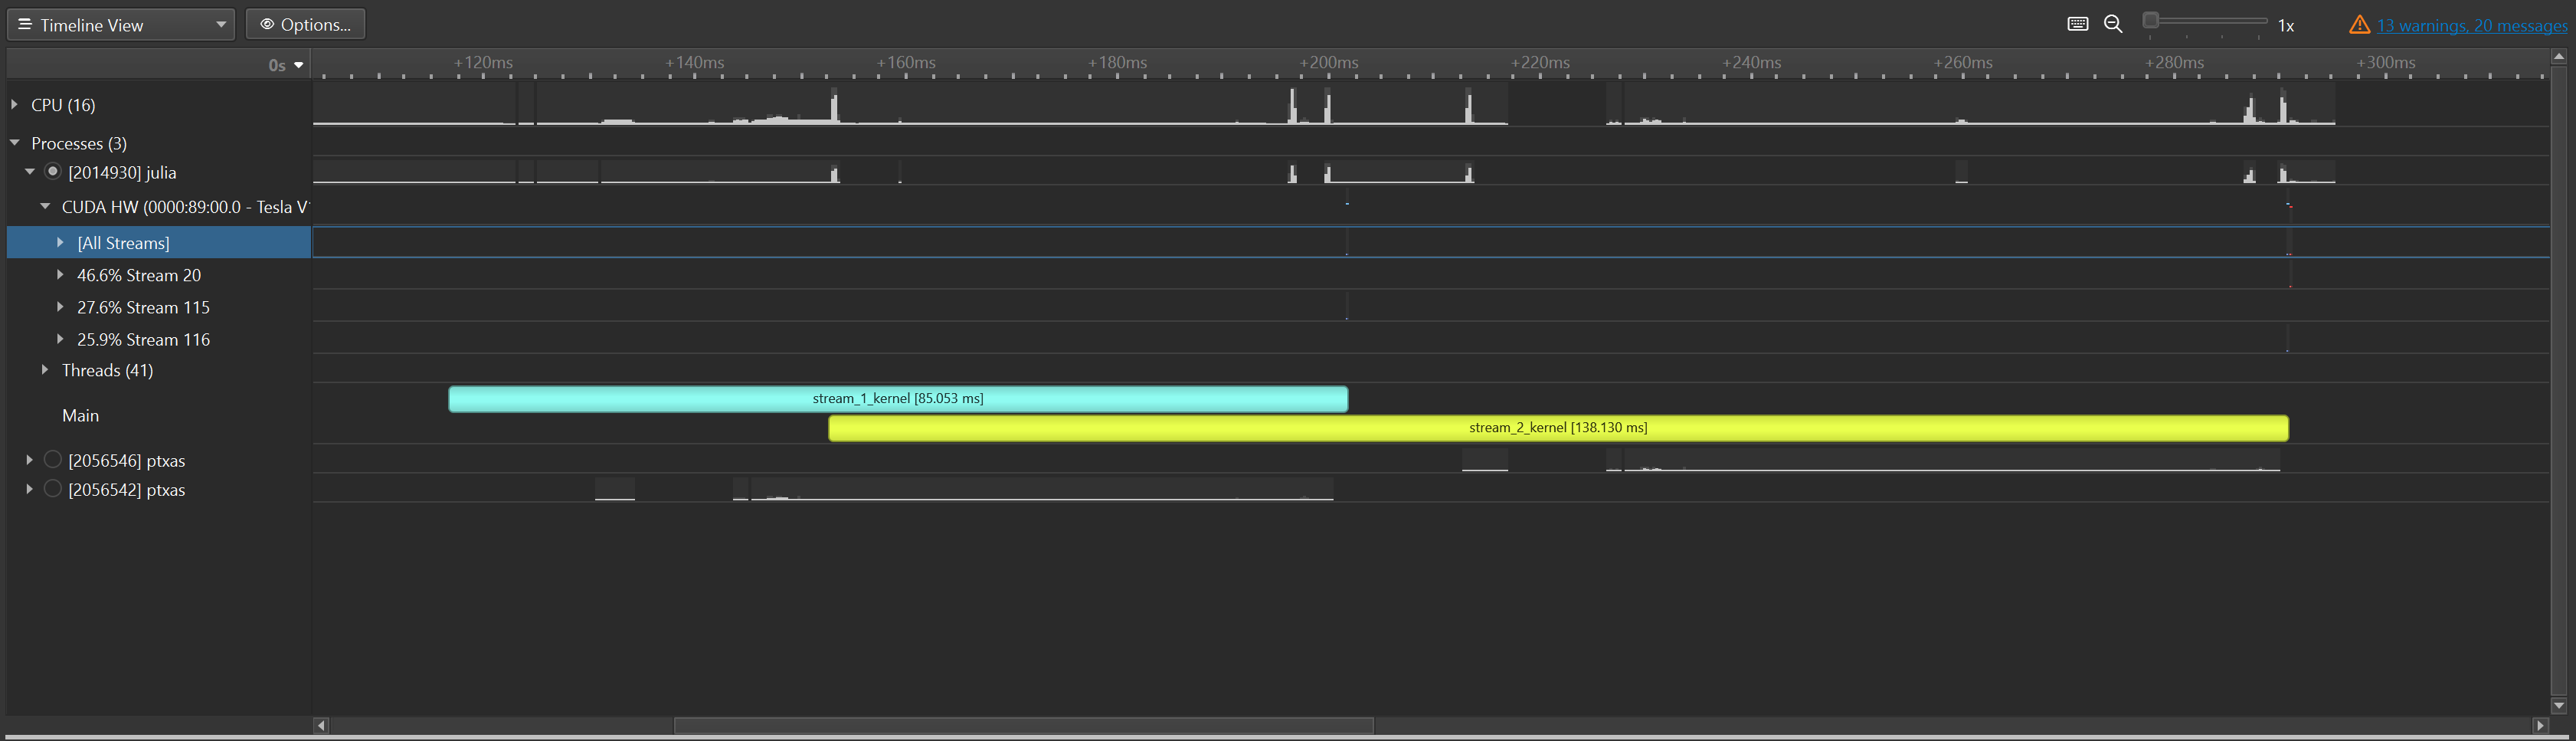 Timeline View
Options...
1x
13 warnings, 20 messages
0s
+120ms +140ms +160ms +180ms +200ms +220ms +240ms +260ms +280ms +300ms
CPU (16)
Processes (3)
[2014930] julia
CUDA HW (0000:89:00.0 - Tesla V
[All Streams]
46.6% Stream 20
27.6% Stream 115
25.9% Stream 116
Threads (41)
stream_1_kernel [85.053 ms]
Main
stream_2_kernel [138.130 ms]
[2056546] ptxas
[2056542] ptxas